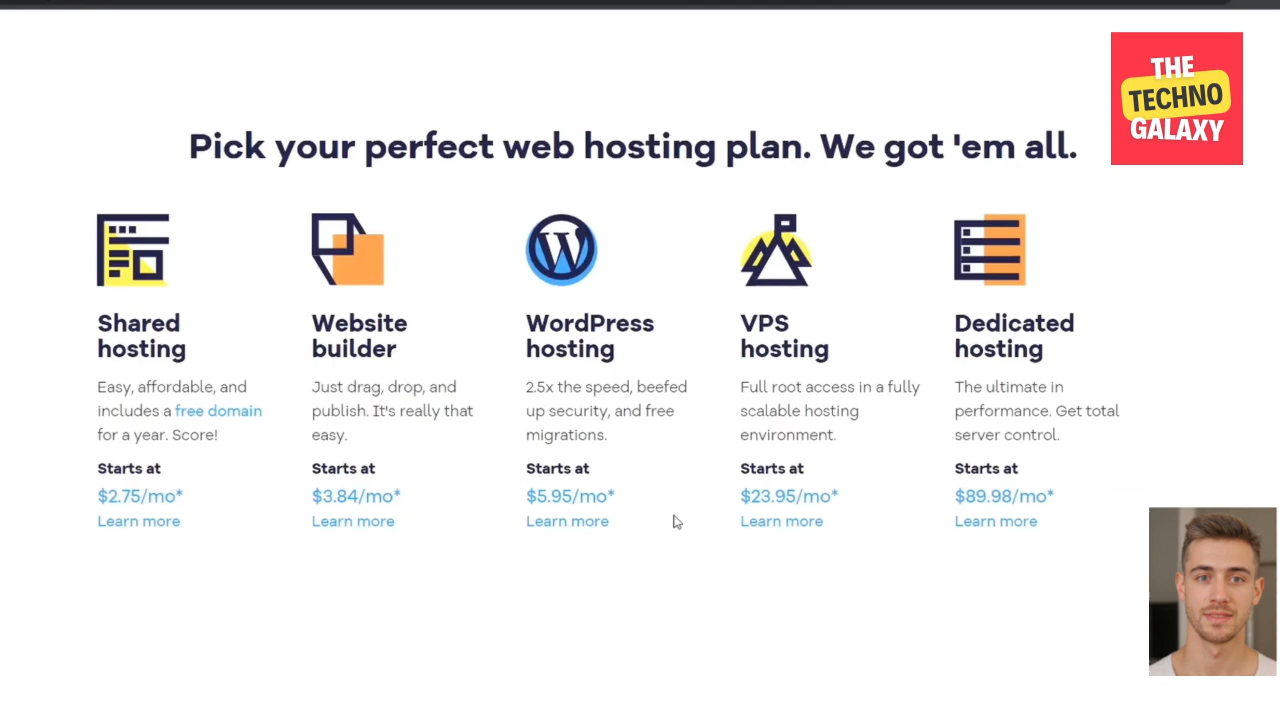 THE
TECHNO
GALAXY
Pick your perfect web hosting plan. We got 'em all.
Shared
hosting
Easy, affordable, and
includes a free domain
for a year. Score!
Starts at
$2.75/mo*
Learn more
Website
builder
Just drag, drop, and
publish. It's really that
easy.
Starts at
$3.84/mo*
Learn more
WordPress
hosting
2.5x the speed, beefed
up security, and free
migrations.
Starts at
$5.95/mo*
Learn more
VPS
hosting
Full root access in a fully
scalable hosting
environment.
Starts at
$23.95/mo*
Learn more
Dedicated
hosting
The ultimate in
performance. Get total
server control.
Starts at
$89.98/mo*
Learn more